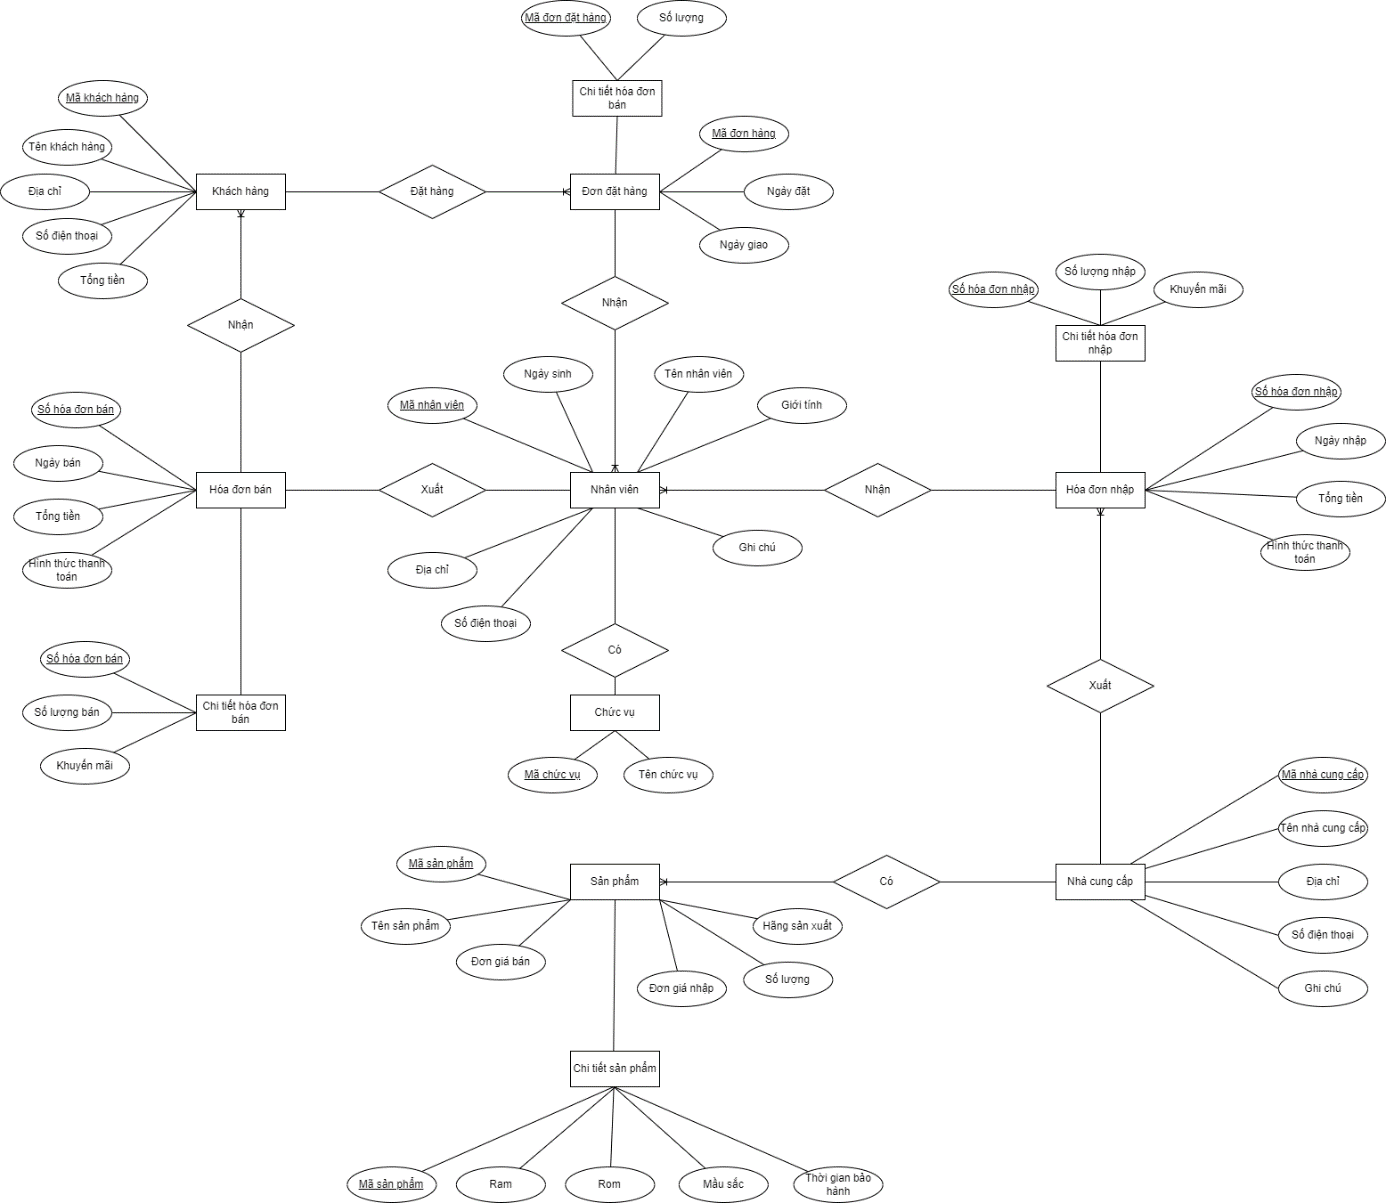 Mã đơn đặt hàng
Số lượng
Chi tiết hóa đơn
bán
Mã khách hàng
Tên khách hàng
Địa chỉ
Số điện thoại
Tổng tiền
Khách hàng
Đặt hàng
Đơn đặt hàng
Mã đơn hàng
Ngày đặt
Ngày giao
Nhận
Nhận
Số hóa đơn nhập
Số lượng nhập
Khuyến mãi
Chi tiết hóa đơn
nhập
Số hóa đơn bán
Ngày bán
Tổng tiền
Hình thức thanh
toán
Hóa đơn bán
Xuất
Mã nhân viên
Ngày sinh
Tên nhân viên
Giới tính
Nhân viên
Địa chỉ
Số điện thoại
Ghi chú
Nhận
Hóa đơn nhập
Số hóa đơn nhập
Ngày nhập
Tổng tiền
Hình thức thanh
toán
Số hóa đơn bán
Số lượng bán
Khuyến mãi
Chi tiết hóa đơn
bán
Có
Chức vụ
Mã chức vụ
Tên chức vụ
Xuất
Mã nhà cung cấp
Tên nhà cung cấp
Địa chỉ
Số điện thoại
Ghi chú
Nhà cung cấp
Có
Sản phẩm
Mã sản phẩm
Tên sản phẩm
Đơn giá bán
Đơn giá nhập
Số lượng
Hãng sản xuất
Chi tiết sản phẩm
Mã sản phẩm
Ram
Rom
Mầu sắc
Thời gian bảo
hành